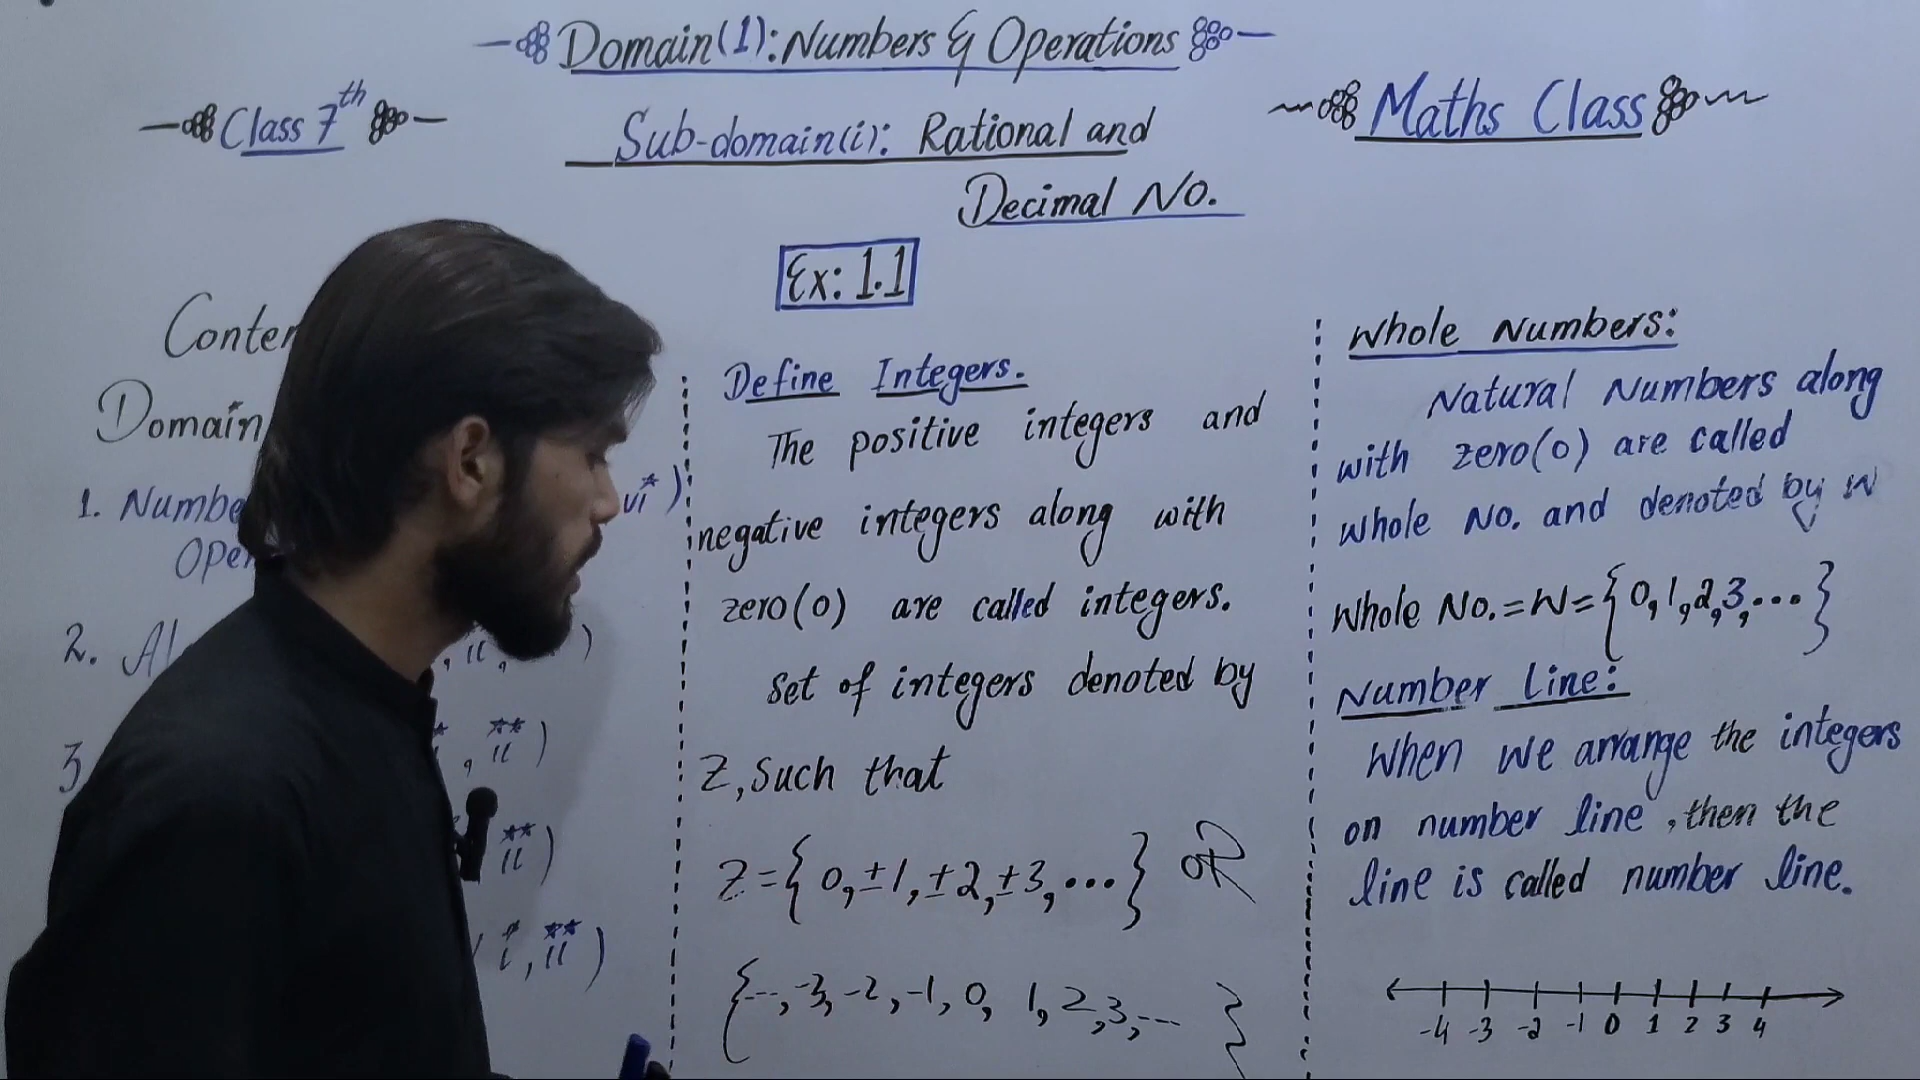 Domain(1): Numbers & Operations
Class 7th
Sub-domain(i): Rational and
Decimal No.
Maths Class
Ex: 1.1
Domain
1.
2.
3
vi* )
, ii, )
, ii** )
ii** )
i*, ii** )
Define Integers.
The positive integers and
negative integers along with
zero(0) are called integers.
set of integers denoted by
Z, Such that
Z = { 0, ±1, ±2, ±3, ... } OR
{ ---, -3, -2, -1, 0, 1, 2, 3, --- }
Whole Numbers:
Natural Numbers along
with zero(0) are called
whole No. and denoted by W
Whole No. = W = { 0, 1, 2, 3, ... }
Number Line:
When we arrange the integers
on number line, then the
line is called number line.
-4 -3 -2 -1 0 1 2 3 4